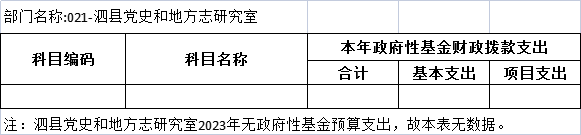 部门名称:021-泗县党史和地方志研究室
科目编码 科目名称 本年政府性基金财政拨款支出
合计 基本支出 项目支出
注：泗县党史和地方志研究室2023年无政府性基金预算支出，故本表无数据。